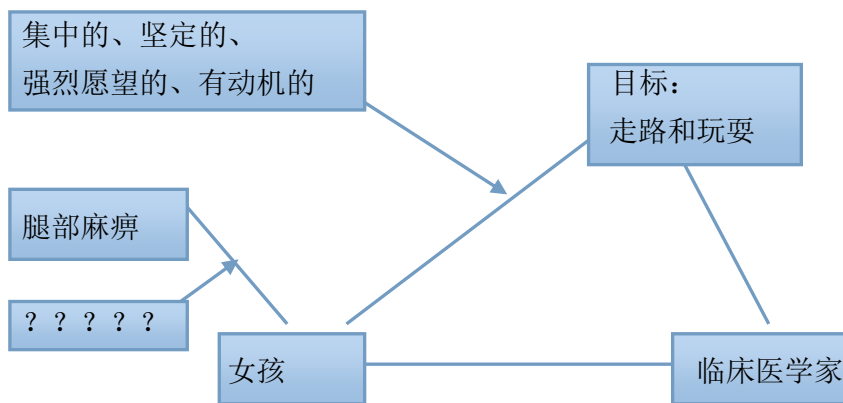 集中的、坚定的、
强烈愿望的、有动机的
目标：
走路和玩耍
腿部麻痹
？？？？？
女孩
临床医学家